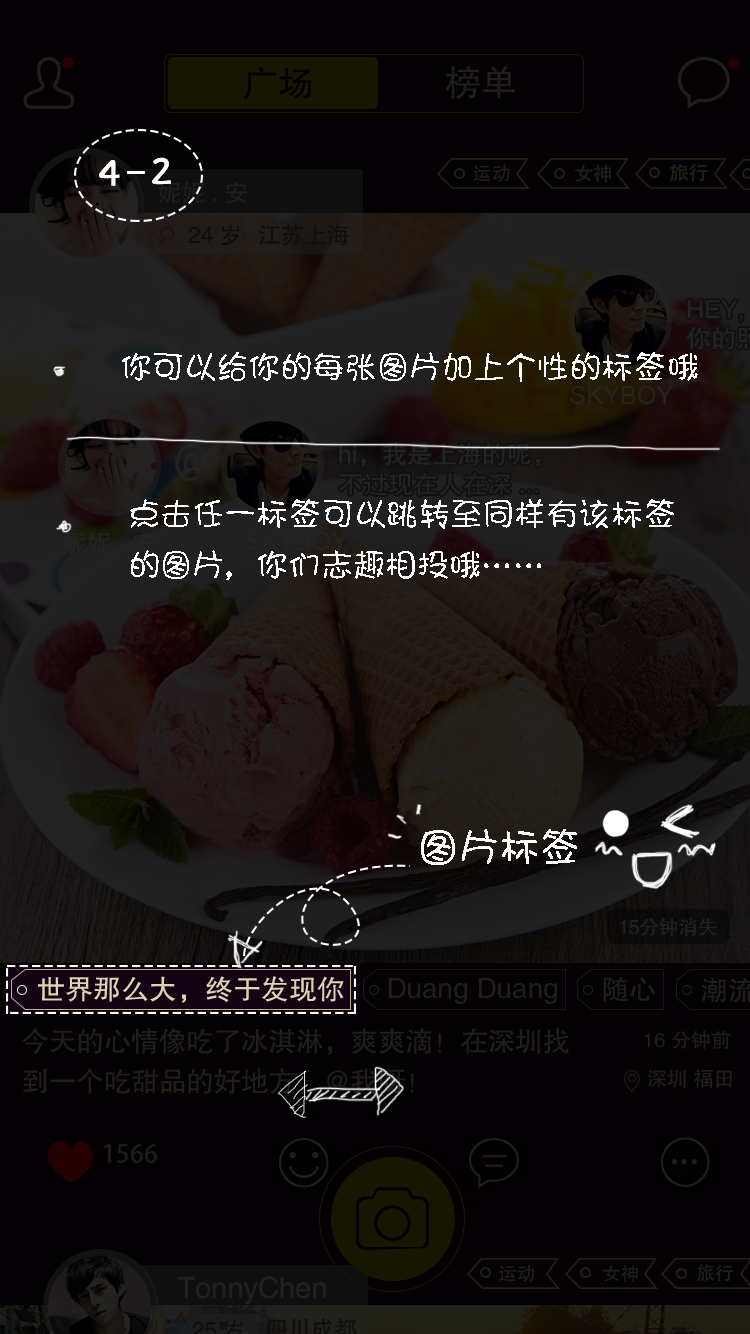 广场 榜单
4-2
运动 女神 旅行
妮妮.安
24 岁 江苏上海
HEY,
你可以给你的每张图片加上个性的标签哦
SKYBOY
@ hi，我是上海的呢，
不过现在人在深 ...
点击任一标签可以跳转至同样有该标签
的图片，你们志趣相投哦……
图片标签
15分钟消失
世界那么大，终于发现你 Duang Duang 随心 潮流
今天的心情像吃了冰淇淋，爽爽滴！在深圳找 16 分钟前
到一个吃甜品的好地方 深圳 福田
1566
运动 女神 旅行
TonnyChen
25岁 四川成都